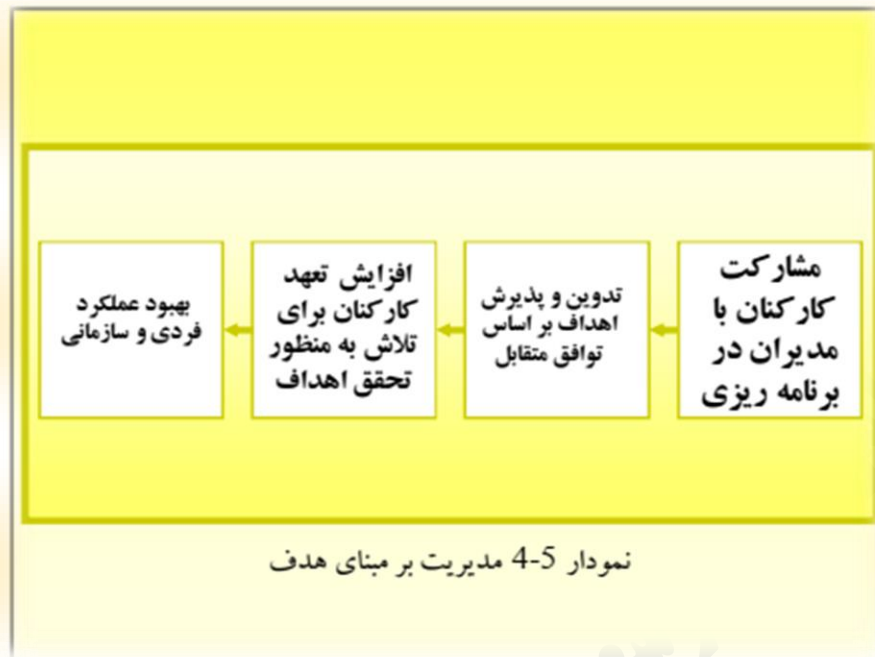 مشارکت
کارکنان با
مدیران در
برنامه ریزی
تدوین و پذیرش
اهداف بر اساس
توافق متقابل
افزایش تعهد
کارکنان برای
تلاش به منظور
تحقق اهداف
بهبود عملکرد
فردی و سازمانی
نمودار 5-4 مدیریت بر مبنای هدف